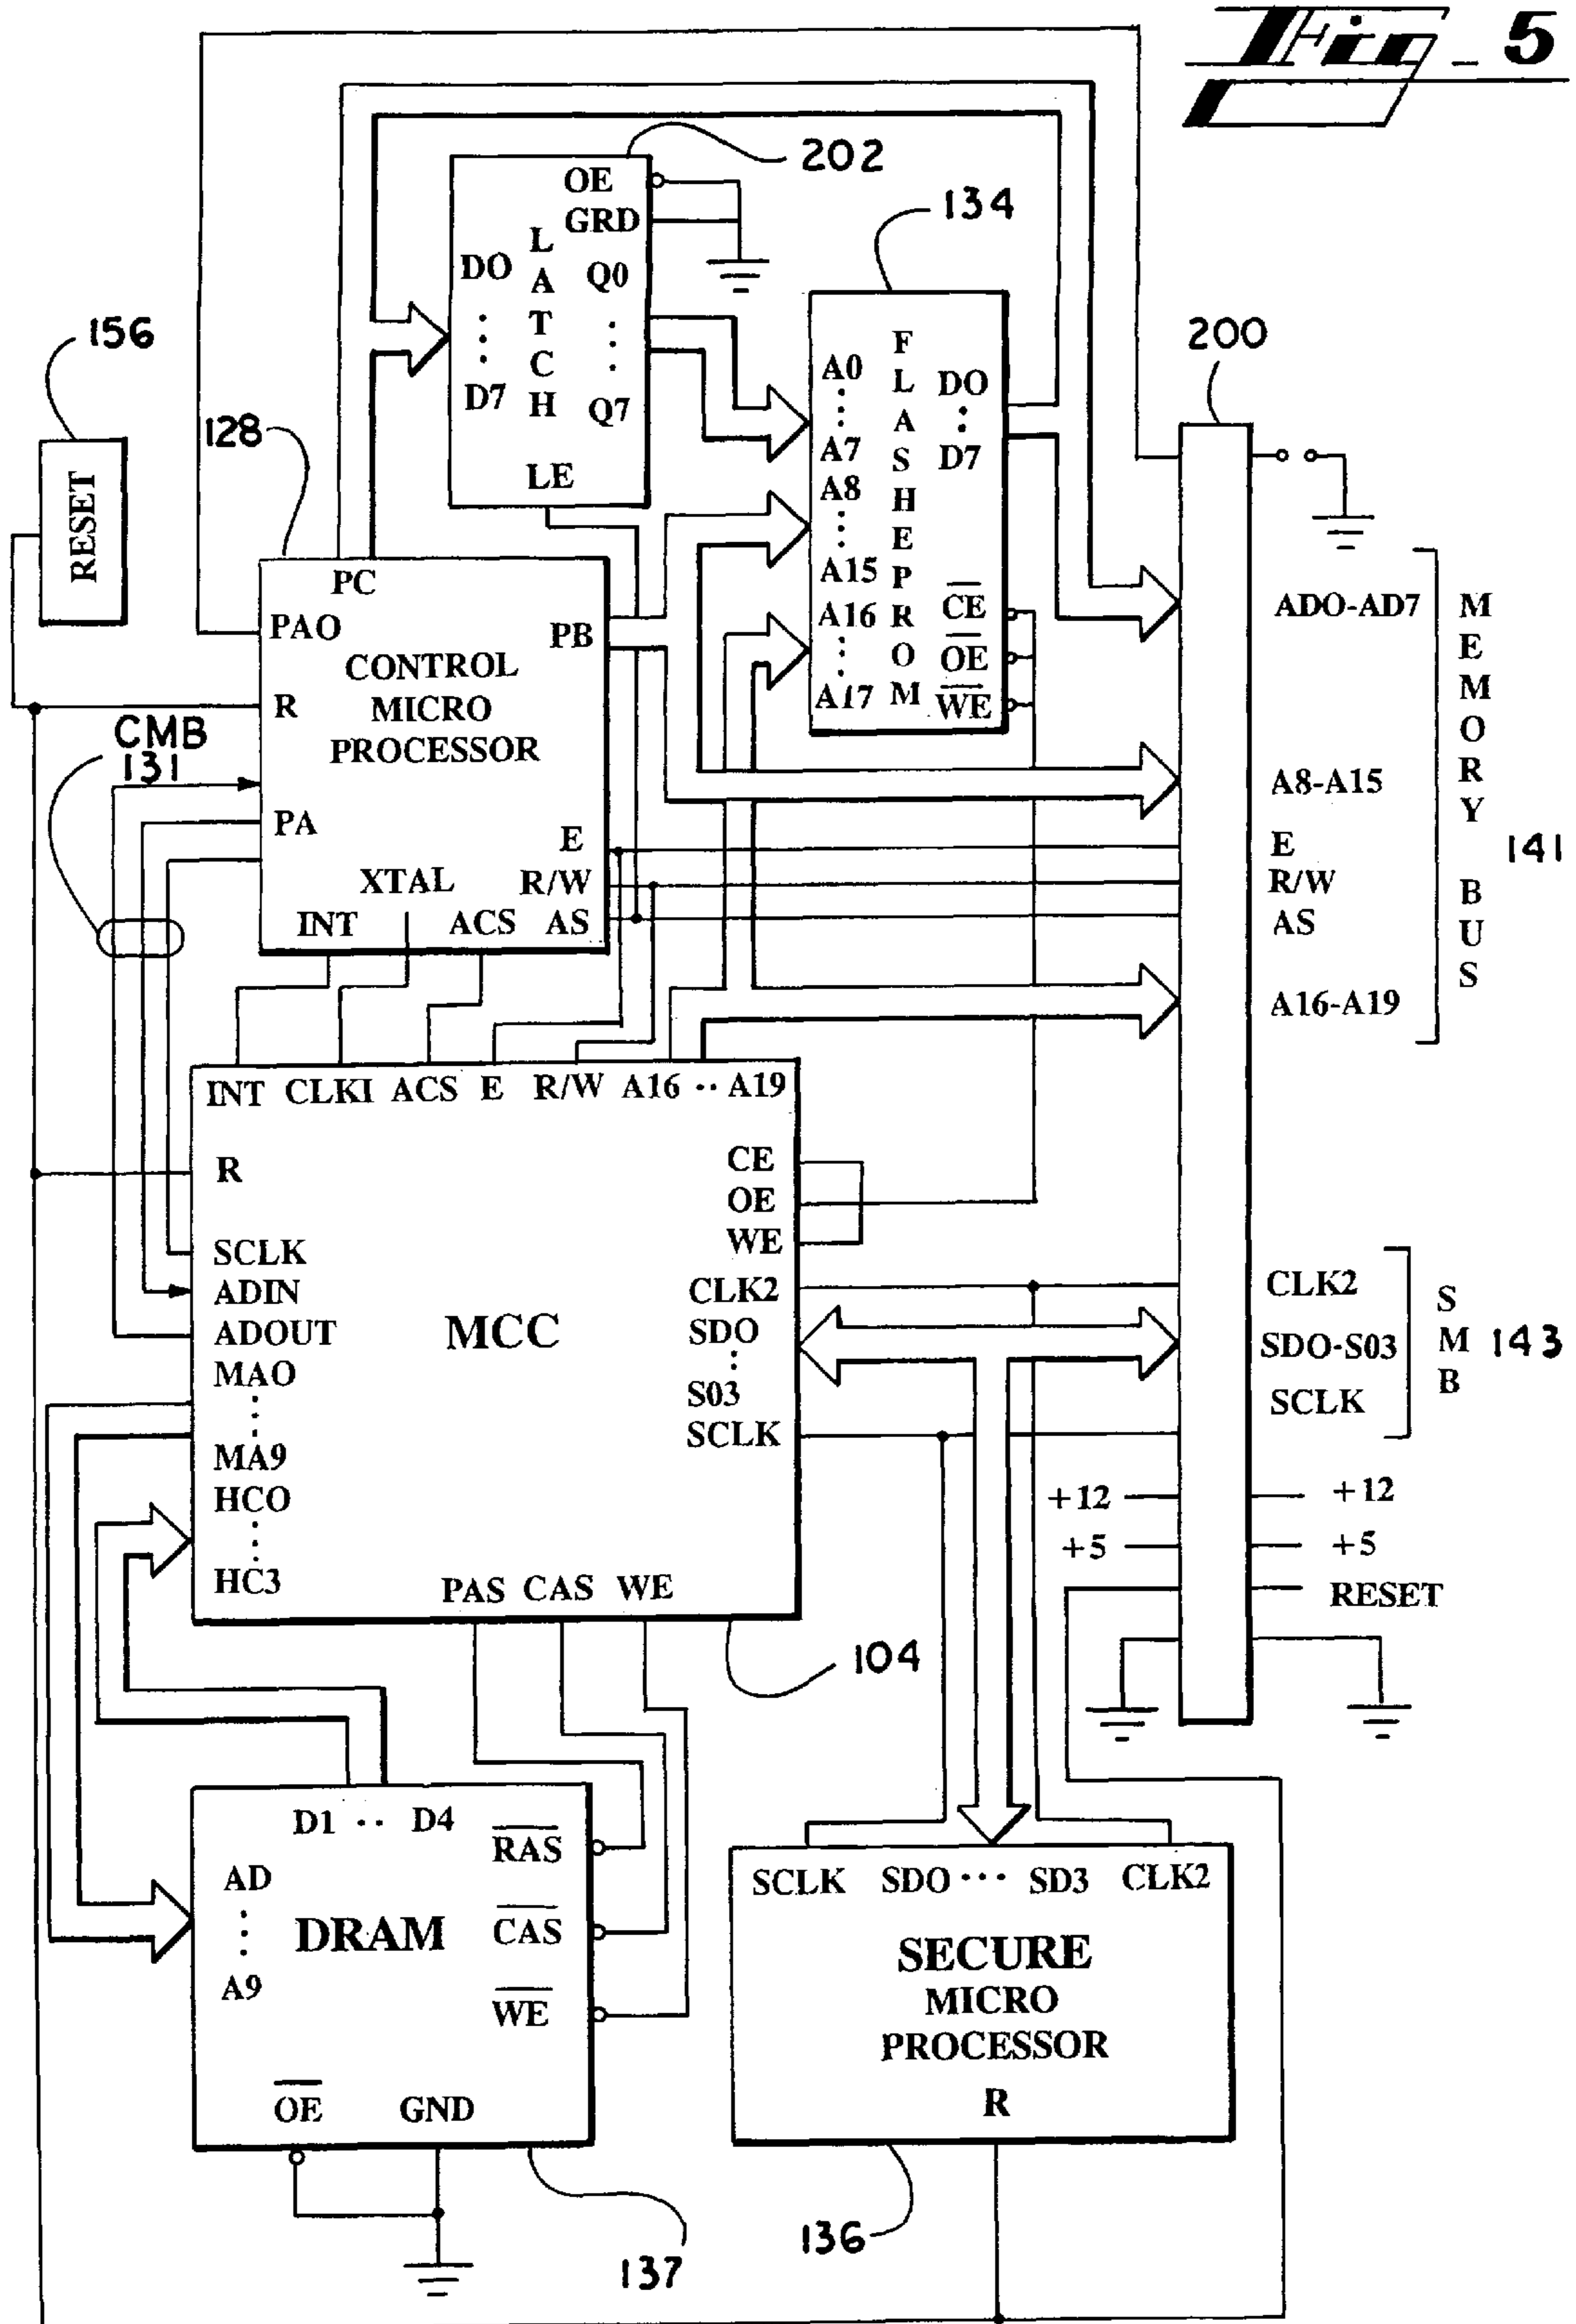 Fig_5
202
OE
GRD
LATCH
DO
⋮
D7
Q0
⋮
Q7
LE
134
A0
⋮
A7
A8
⋮
A15
A16
⋮
A17
FLASHEPROM
DO
⋮
D7
CE
OE
WE
200
156
RESET
128
PC
PAO
PB
CONTROL
MICRO
PROCESSOR
R
CMB
131
PA
E
XTAL
R/W
INT
ACS
AS
ADO-AD7
A8-A15
E
R/W
AS
A16-A19
MEMORY BUS
141
INT CLKI ACS E R/W A16 ·· A19
R
CE
OE
WE
SCLK
ADIN
ADOUT
MAO
⋮
MA9
HCO
⋮
HC3
MCC
CLK2
SDO
⋮
S03
SCLK
PAS CAS WE
104
CLK2
SDO-S03
SCLK
SMB
143
+12
+12
+5
+5
RESET
D1 ·· D4
RAS
AD
⋮
A9
DRAM
CAS
WE
OE
GND
137
SCLK SDO ··· SD3 CLK2
SECURE
MICRO
PROCESSOR
R
136